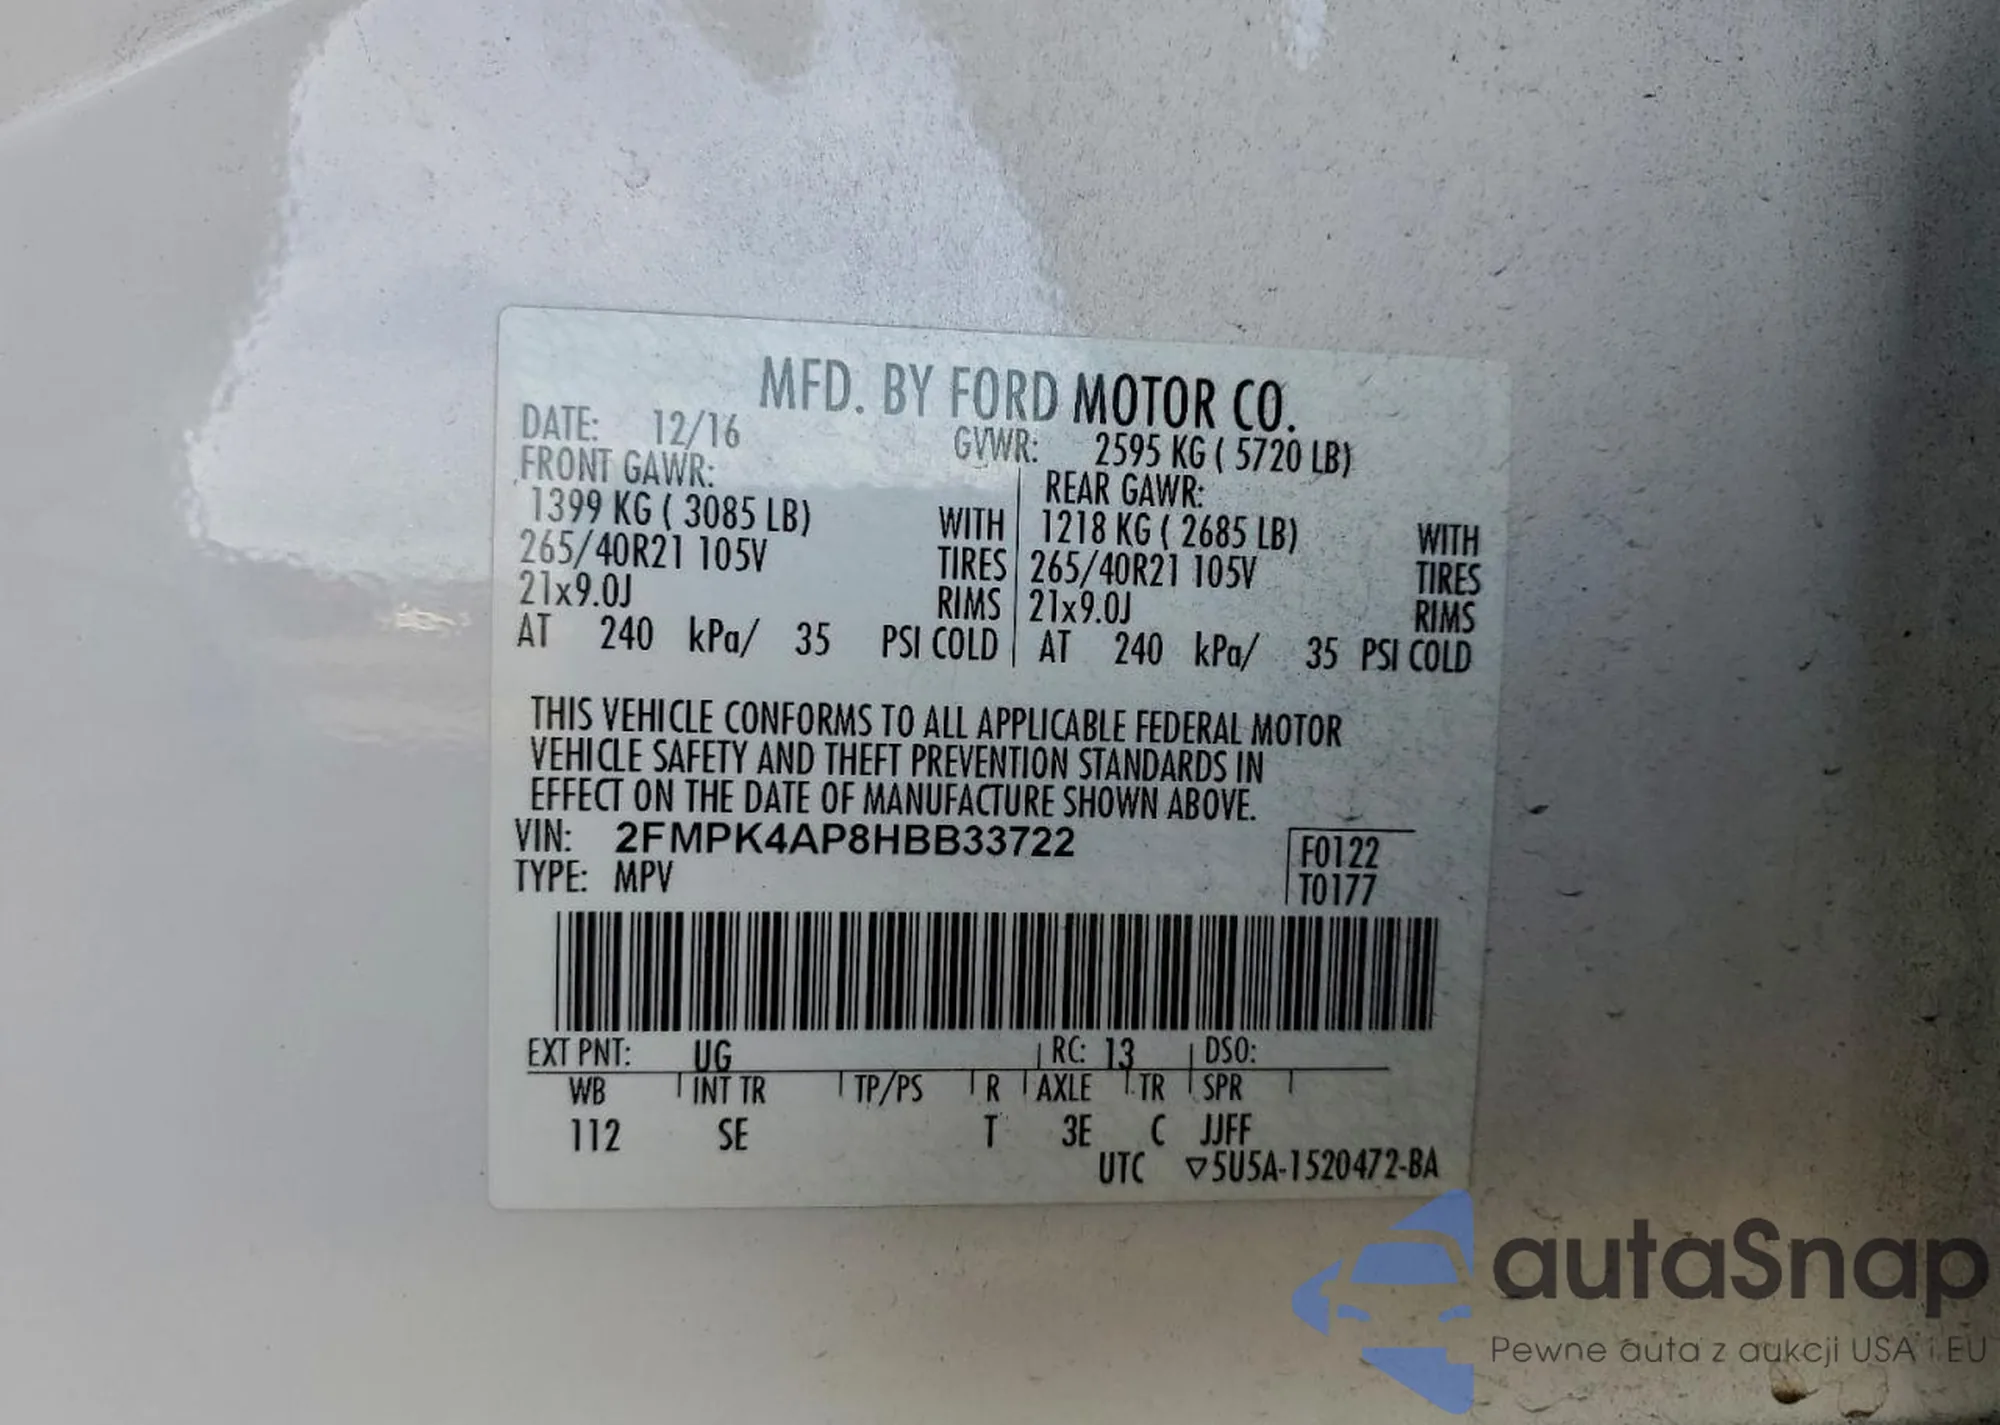 MFD. BY FORD MOTOR CO.
DATE: 12/16 GVWR: 2595 KG ( 5720 LB)
FRONT GAWR: REAR GAWR:
1399 KG ( 3085 LB) WITH 1218 KG ( 2685 LB) WITH
265/40R21 105V TIRES 265/40R21 105V TIRES
21x9.0J RIMS 21x9.0J RIMS
AT 240 kPa/ 35 PSI COLD AT 240 kPa/ 35 PSI COLD
THIS VEHICLE CONFORMS TO ALL APPLICABLE FEDERAL MOTOR
VEHICLE SAFETY AND THEFT PREVENTION STANDARDS IN
EFFECT ON THE DATE OF MANUFACTURE SHOWN ABOVE.
VIN: 2FMPK4AP8HBB33722 F0122
TYPE: MPV T0177
EXT PNT: UG RC: 13 DSO:
WB INT TR TP/PS R AXLE TR SPR
112 SE T 3E C JJFF
UTC ▽5U5A-1520472-BA
autaSnap
Pewne auta z aukcji USA i EU